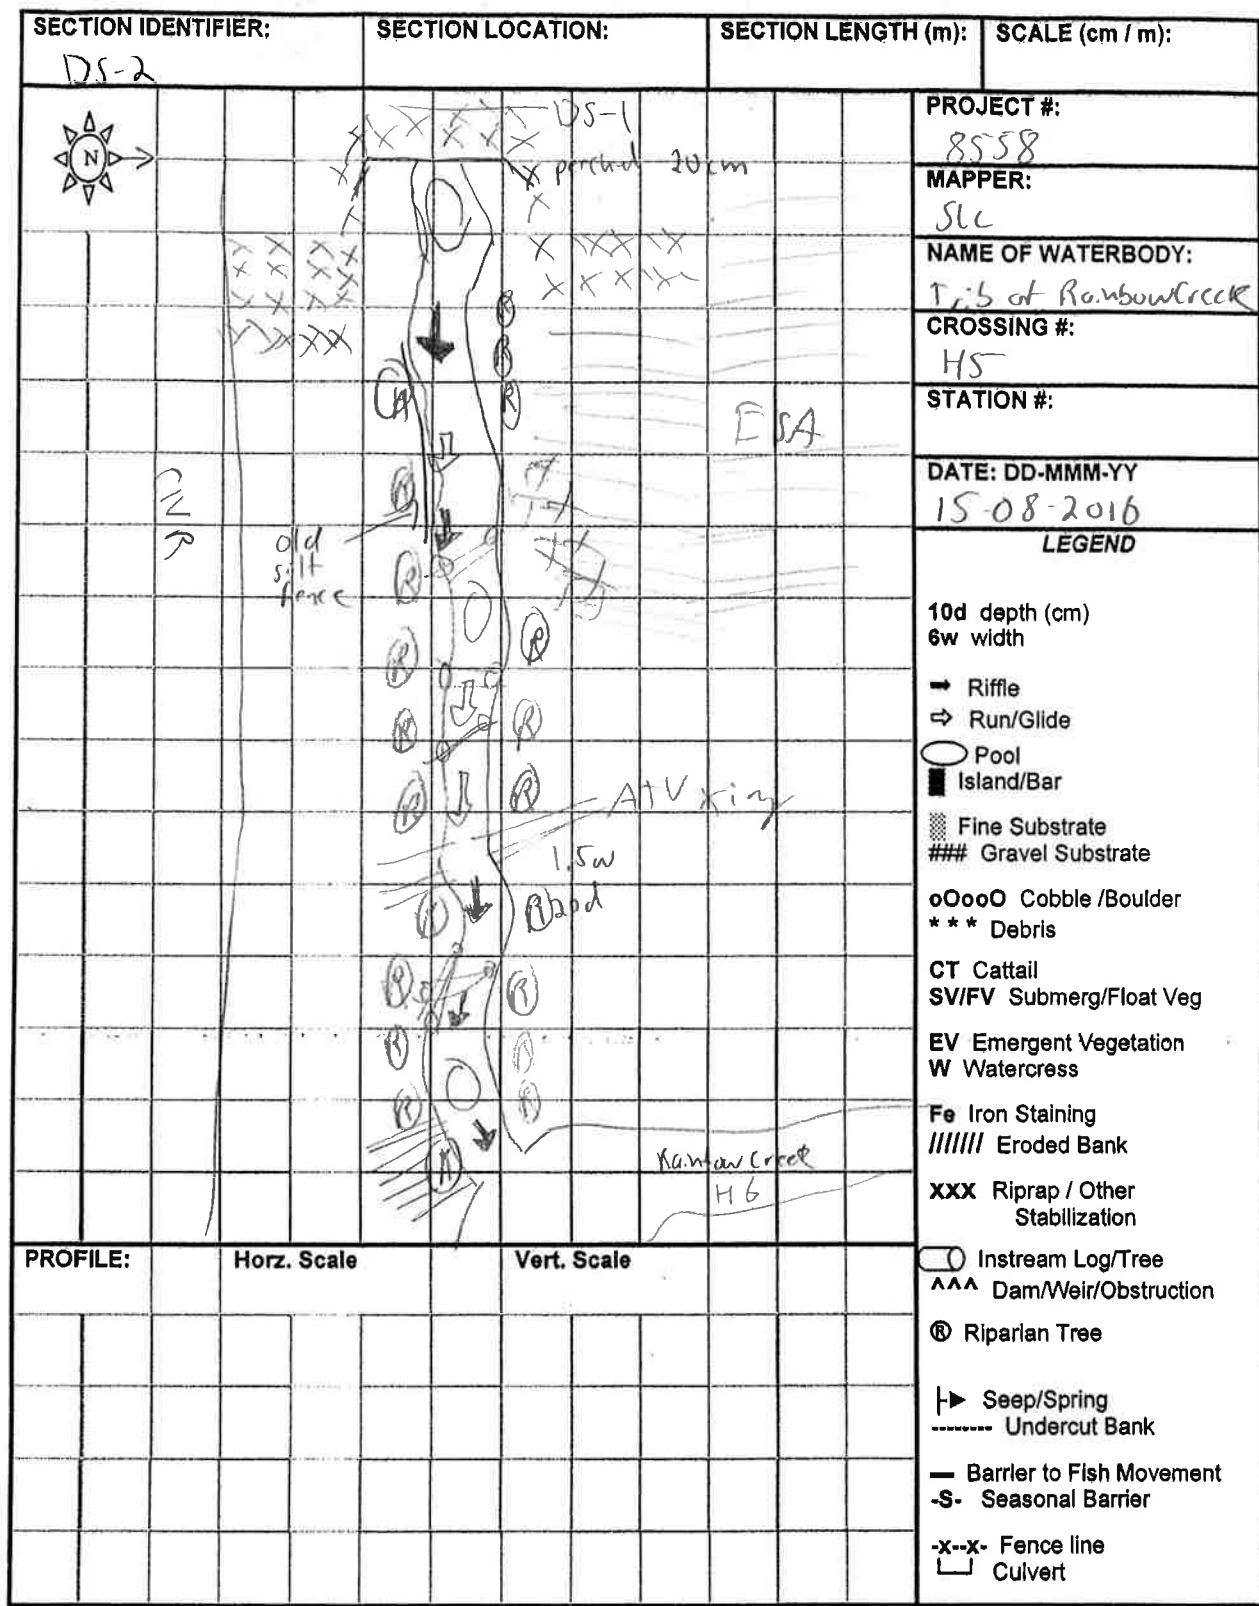 SECTION IDENTIFIER:
DS-2
SECTION LOCATION:
SECTION LENGTH (m):
SCALE (cm / m):
PROJECT #:
8558
MAPPER:
SLC
NAME OF WATERBODY:
Trib of Rainbow Creek
CROSSING #:
H5
STATION #:
DATE: DD-MMM-YY
15-08-2016
LEGEND
10d depth (cm)
6w width
Riffle
Run/Glide
Pool
Island/Bar
Fine Substrate
### Gravel Substrate
oOooO Cobble /Boulder
* * * Debris
CT Cattail
SV/FV Submerg/Float Veg
EV Emergent Vegetation
W Watercress
Fe Iron Staining
/////// Eroded Bank
XXX Riprap / Other
Stabilization
Instream Log/Tree
^^^ Dam/Weir/Obstruction
® Riparian Tree
Seep/Spring
-------- Undercut Bank
— Barrier to Fish Movement
-S- Seasonal Barrier
-x--x- Fence line
Culvert
N
DS-1
perched 20cm
ESA
CNR
old
silt
fence
ATV xing
1.5w
20d
Rainbow Creek
H6
PROFILE:
Horz. Scale
Vert. Scale